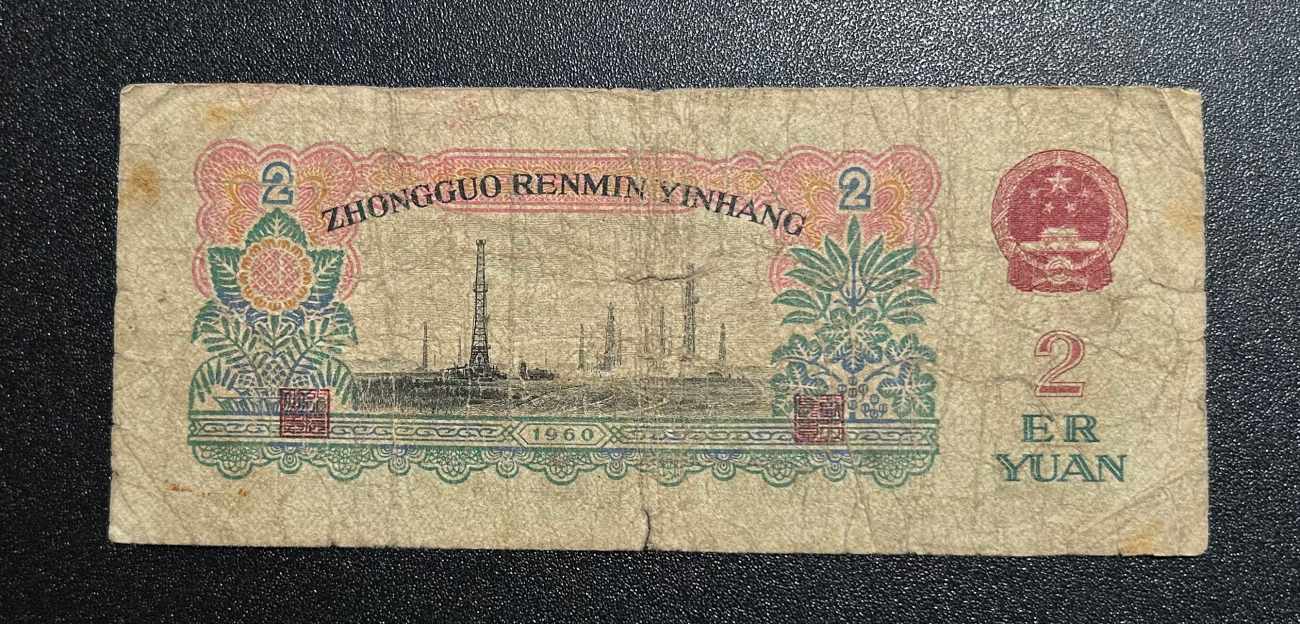 2 2
ZHONGGUO RENMIN YINHANG
1960
2
ER
YUAN